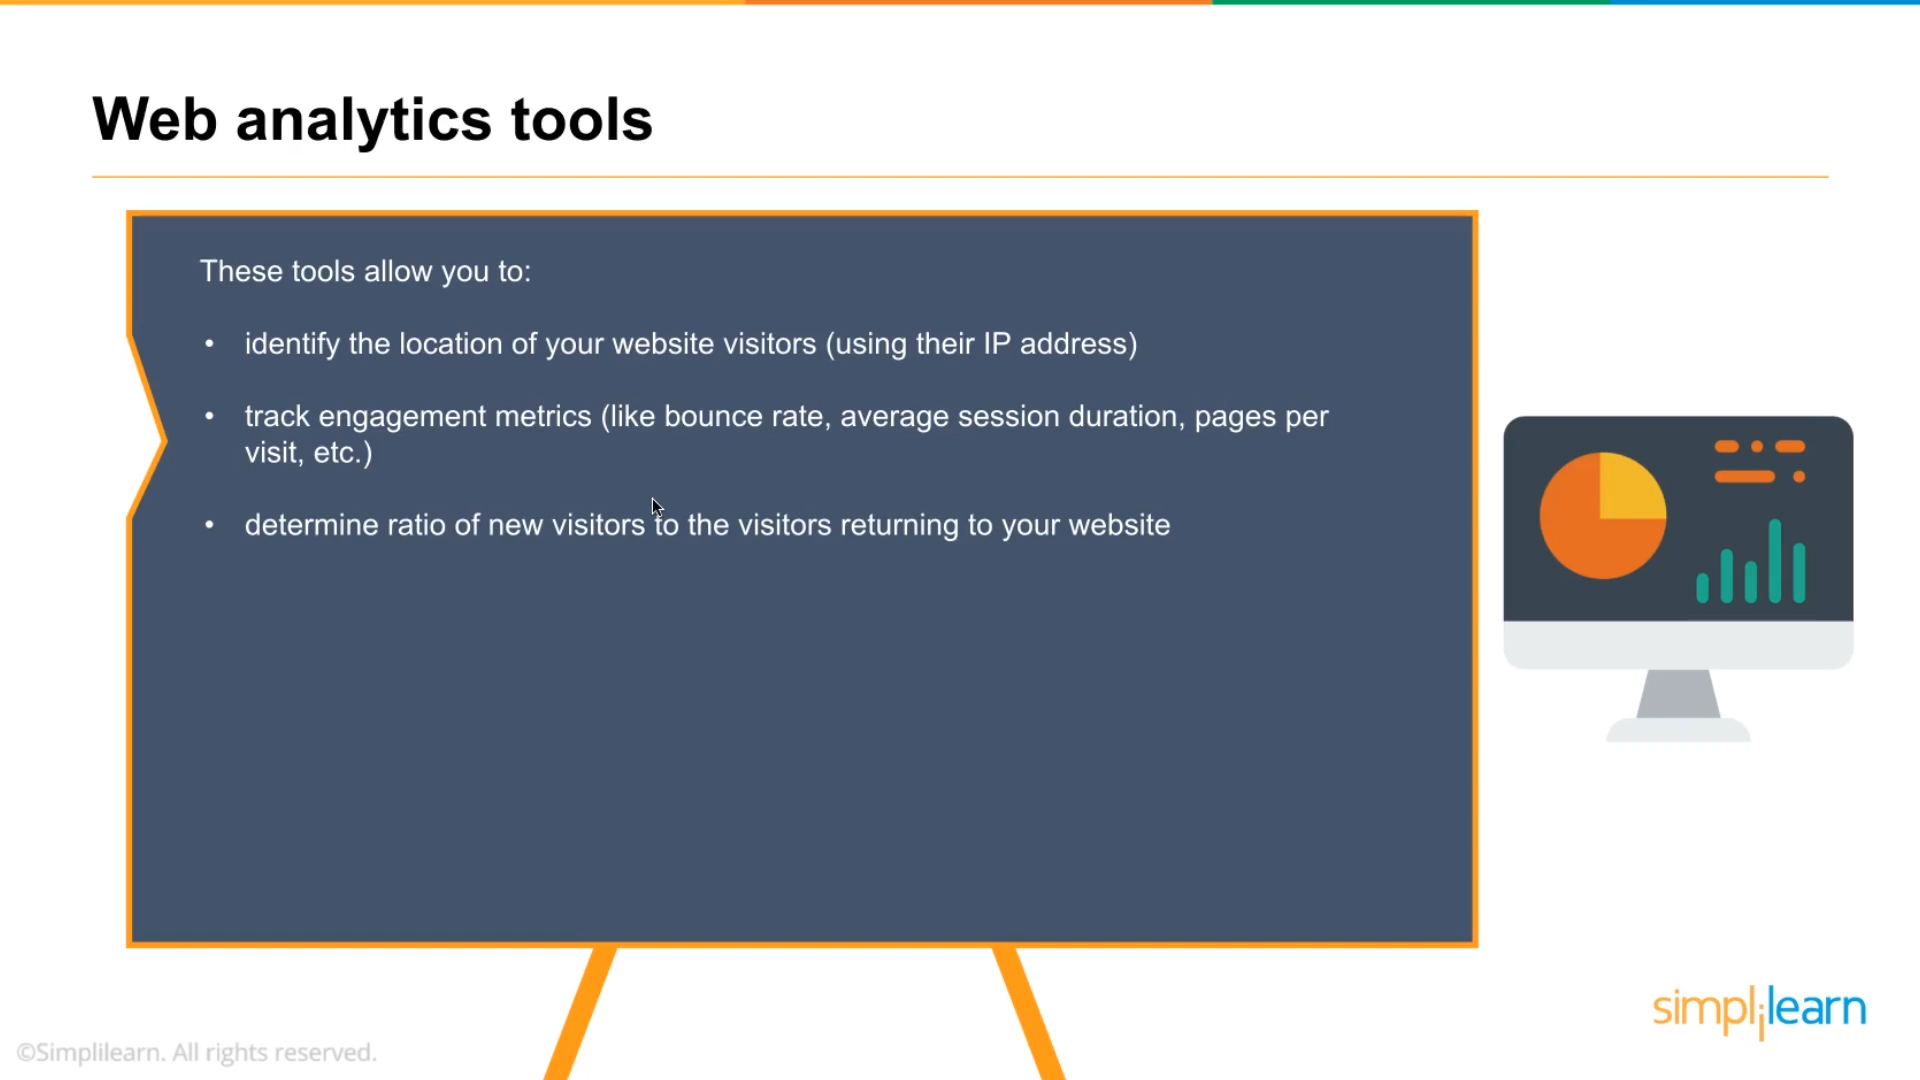 Web analytics tools
These tools allow you to:
• identify the location of your website visitors (using their IP address)
• track engagement metrics (like bounce rate, average session duration, pages per
visit, etc.)
• determine ratio of new visitors to the visitors returning to your website
simplilearn
©Simplilearn. All rights reserved.